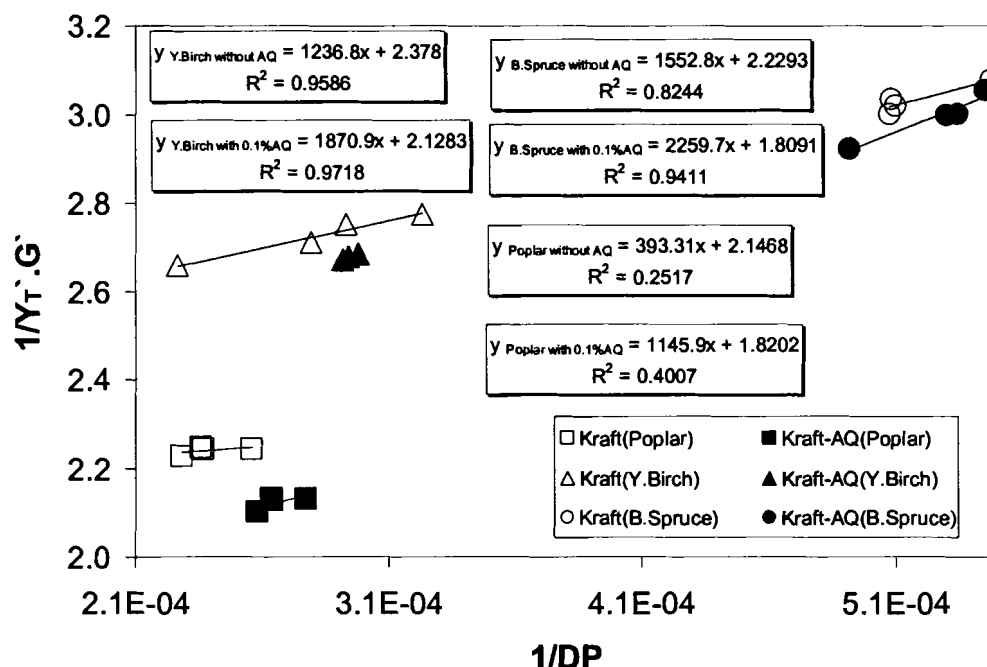 3.2
3.0
2.8
2.6
2.4
2.2
2.0
1/Y_T`.G`
y Y.Birch without AQ = 1236.8x + 2.378
R² = 0.9586
y Y.Birch with 0.1%AQ = 1870.9x + 2.1283
R² = 0.9718
y B.Spruce without AQ = 1552.8x + 2.2293
R² = 0.8244
y B.Spruce with 0.1%AQ = 2259.7x + 1.8091
R² = 0.9411
y Poplar without AQ = 393.31x + 2.1468
R² = 0.2517
y Poplar with 0.1%AQ = 1145.9x + 1.8202
R² = 0.4007
Kraft(Poplar) Kraft-AQ(Poplar)
Kraft(Y.Birch) Kraft-AQ(Y.Birch)
Kraft(B.Spruce) Kraft-AQ(B.Spruce)
2.1E-04 3.1E-04 4.1E-04 5.1E-04
1/DP